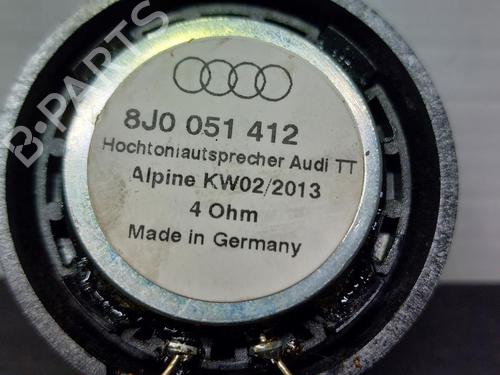 B-PARTS
8J0 051 412
Hochtonlautsprecher Audi TT
Alpine KW02/2013
4 Ohm
Made in Germany